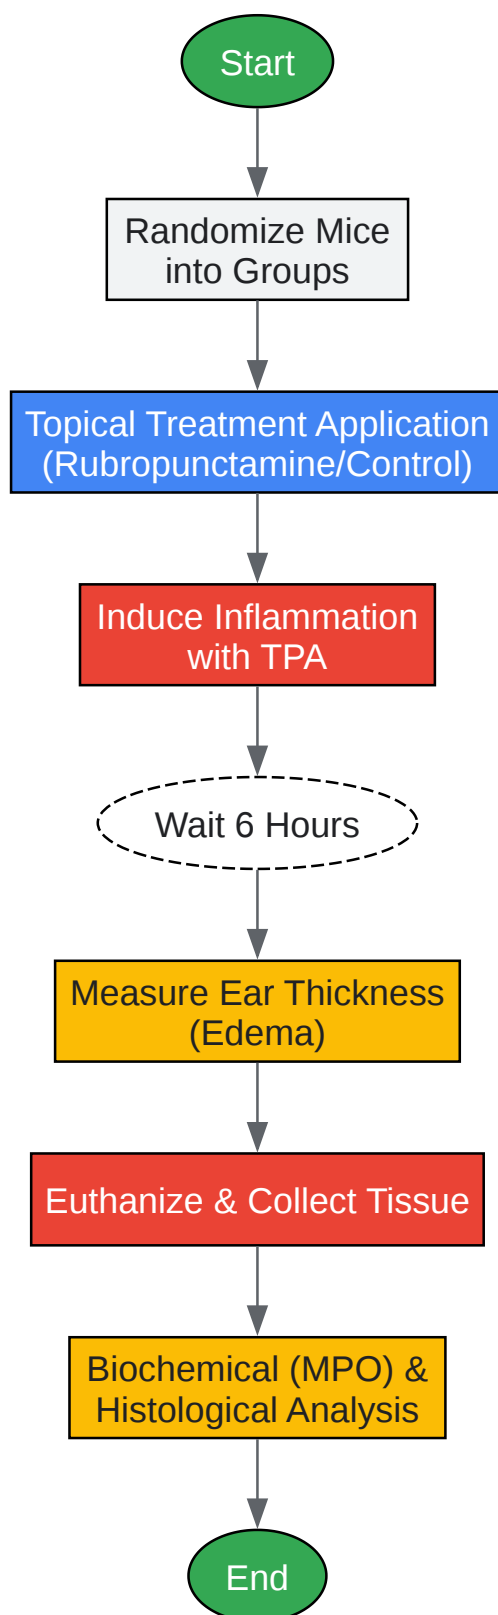 Start
Randomize Mice
into Groups
Topical Treatment Application
(Rubropunctamine/Control)
Induce Inflammation
with TPA
Wait 6 Hours
Measure Ear Thickness
(Edema)
Euthanize & Collect Tissue
Biochemical (MPO) &
Histological Analysis
End